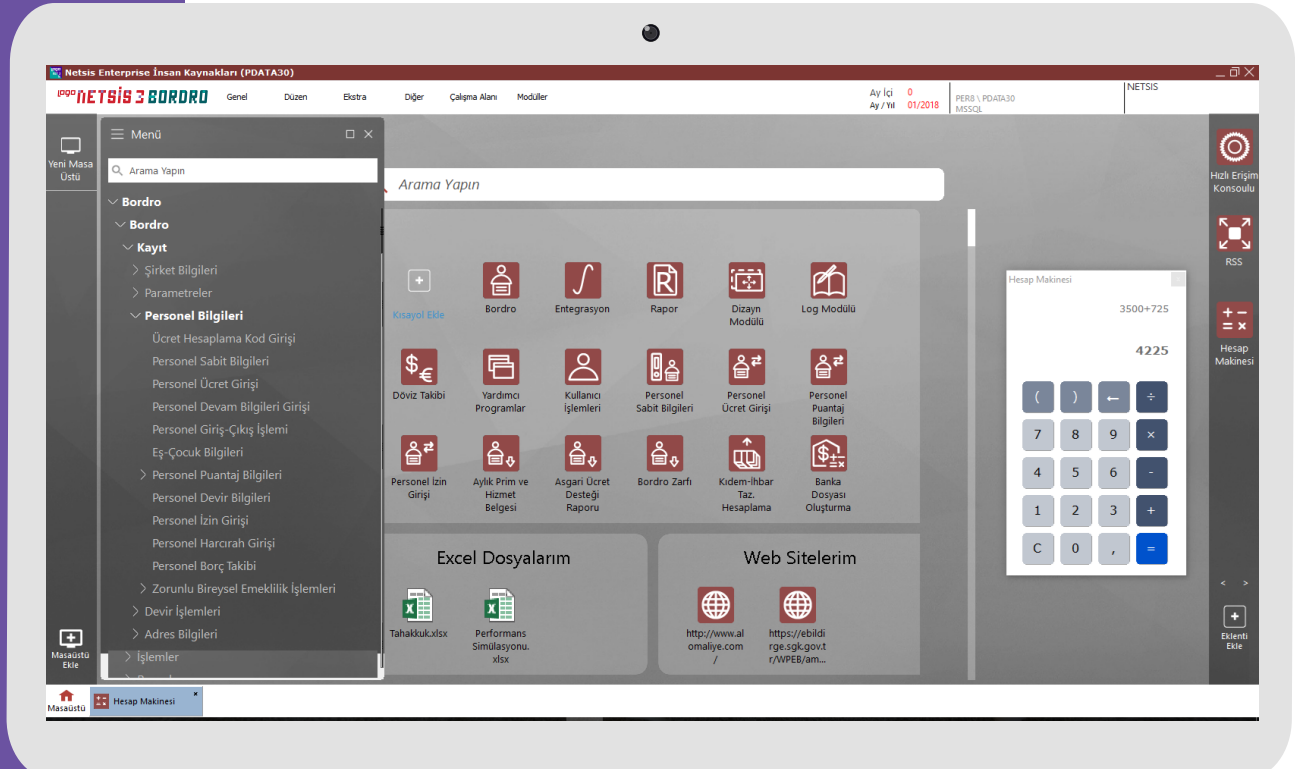 Netsis Enterprise İnsan Kaynakları (PDATA30)
logo NETSİS 3 BORDRO
Genel Düzen Ekstra Diğer Çalışma Alanı Modüller
Ay İçi 0
Ay / Yıl 01/2018
PER8 \ PDATA30
MSSQL
NETSIS
Yeni Masa
Üstü
Menü
Arama Yapın
Bordro
Bordro
Kayıt
Şirket Bilgileri
Parametreler
Personel Bilgileri
Ücret Hesaplama Kod Girişi
Personel Sabit Bilgileri
Personel Ücret Girişi
Personel Devam Bilgileri Girişi
Personel Giriş-Çıkış İşlemi
Eş-Çocuk Bilgileri
Personel Puantaj Bilgileri
Personel Devir Bilgileri
Personel İzin Girişi
Personel Harcırah Girişi
Personel Borç Takibi
Zorunlu Bireysel Emeklilik İşlemleri
Devir İşlemleri
Adres Bilgileri
İşlemler
Arama Yapın
Kısayol Ekle
Bordro
Entegrasyon
Rapor
Dizayn
Modülü
Log Modülü
Döviz Takibi
Yardımcı
Programlar
Kullanıcı
İşlemleri
Personel
Sabit Bilgileri
Personel
Ücret Girişi
Personel
Puantaj
Bilgileri
Personel İzin
Girişi
Aylık Prim ve
Hizmet
Belgesi
Asgari Ücret
Desteği
Raporu
Bordro Zarfı
Kıdem-İhbar
Taz.
Hesaplama
Banka
Dosyası
Oluşturma
Excel Dosyalarım
Tahakkuk.xlsx
Performans
Simülasyonu.
xlsx
Web Sitelerim
http://www.al
omaliye.com
/
https://ebildi
rge.sgk.gov.t
r/WPEB/am...
Hesap Makinesi
3500+725
4225
( ) ← ÷
7 8 9 ×
4 5 6 -
1 2 3 +
C 0 , =
Hızlı Erişim
Konsoulu
RSS
Hesap
Makinesi
< >
Eklenti
Ekle
Masaüstü
Ekle
Masaüstü
Hesap Makinesi